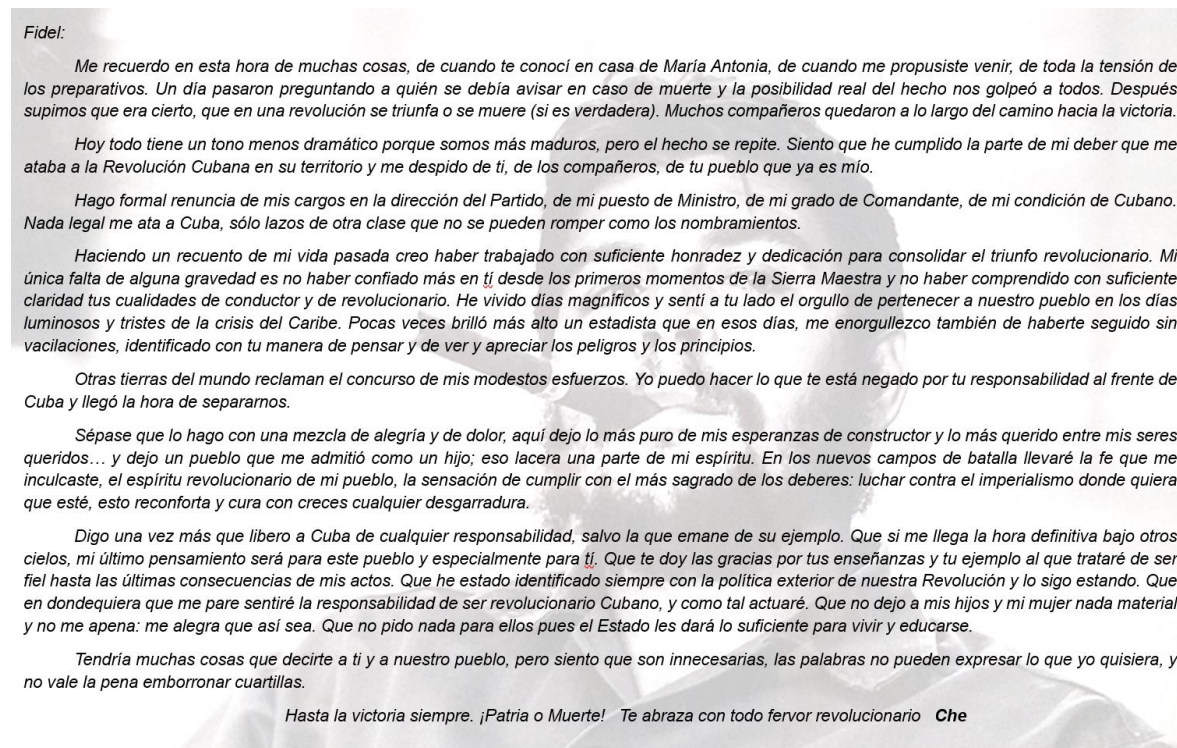 Fidel:
Me recuerdo en esta hora de muchas cosas, de cuando te conocí en casa de María Antonia, de cuando me propusiste venir, de toda la tensión de
los preparativos. Un día pasaron preguntando a quién se debía avisar en caso de muerte y la posibilidad real del hecho nos golpeó a todos. Después
supimos que era cierto, que en una revolución se triunfa o se muere (si es verdadera). Muchos compañeros quedaron a lo largo del camino hacia la victoria.
Hoy todo tiene un tono menos dramático porque somos más maduros, pero el hecho se repite. Siento que he cumplido la parte de mi deber que me
ataba a la Revolución Cubana en su territorio y me despido de ti, de los compañeros, de tu pueblo que ya es mío.
Hago formal renuncia de mis cargos en la dirección del Partido, de mi puesto de Ministro, de mi grado de Comandante, de mi condición de Cubano.
Nada legal me ata a Cuba, sólo lazos de otra clase que no se pueden romper como los nombramientos.
Haciendo un recuento de mi vida pasada creo haber trabajado con suficiente honradez y dedicación para consolidar el triunfo revolucionario. Mi
única falta de alguna gravedad es no haber confiado más en tí desde los primeros momentos de la Sierra Maestra y no haber comprendido con suficiente
claridad tus cualidades de conductor y de revolucionario. He vivido días magníficos y sentí a tu lado el orgullo de pertenecer a nuestro pueblo en los días
luminosos y tristes de la crisis del Caribe. Pocas veces brilló más alto un estadista que en esos días, me enorgullezco también de haberte seguido sin
vacilaciones, identificado con tu manera de pensar y de ver y apreciar los peligros y los principios.
Otras tierras del mundo reclaman el concurso de mis modestos esfuerzos. Yo puedo hacer lo que te está negado por tu responsabilidad al frente de
Cuba y llegó la hora de separarnos.
Sépase que lo hago con una mezcla de alegría y de dolor, aquí dejo lo más puro de mis esperanzas de constructor y lo más querido entre mis seres
queridos… y dejo un pueblo que me admitió como un hijo; eso lacera una parte de mi espíritu. En los nuevos campos de batalla llevaré la fe que me
inculcaste, el espíritu revolucionario de mi pueblo, la sensación de cumplir con el más sagrado de los deberes: luchar contra el imperialismo donde quiera
que esté, esto reconforta y cura con creces cualquier desgarradura.
Digo una vez más que libero a Cuba de cualquier responsabilidad, salvo la que emane de su ejemplo. Que si me llega la hora definitiva bajo otros
cielos, mi último pensamiento será para este pueblo y especialmente para tí. Que te doy las gracias por tus enseñanzas y tu ejemplo al que trataré de ser
fiel hasta las últimas consecuencias de mis actos. Que he estado identificado siempre con la política exterior de nuestra Revolución y lo sigo estando. Que
en dondequiera que me pare sentiré la responsabilidad de ser revolucionario Cubano, y como tal actuaré. Que no dejo a mis hijos y mi mujer nada material
y no me apena: me alegra que así sea. Que no pido nada para ellos pues el Estado les dará lo suficiente para vivir y educarse.
Tendría muchas cosas que decirte a ti y a nuestro pueblo, pero siento que son innecesarias, las palabras no pueden expresar lo que yo quisiera, y
no vale la pena emborronar cuartillas.
Hasta la victoria siempre. ¡Patria o Muerte! Te abraza con todo fervor revolucionario Che